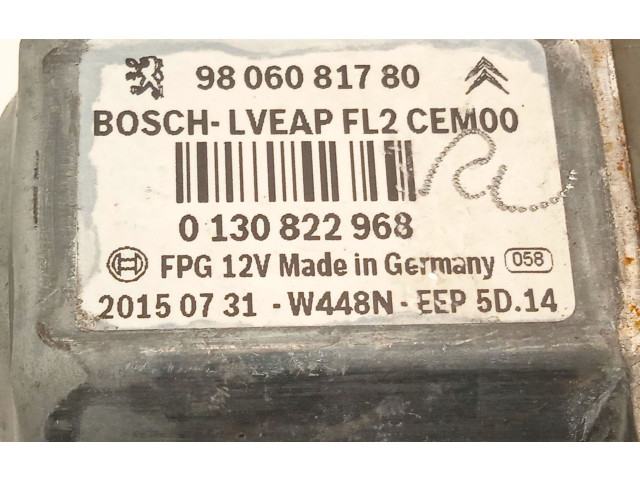 98 060 817 80
BOSCH- LVEAP FL2 CEM00
0 130 822 968
FPG 12V Made in Germany 058
2015 07 31 - W448N - EEP 5D.14